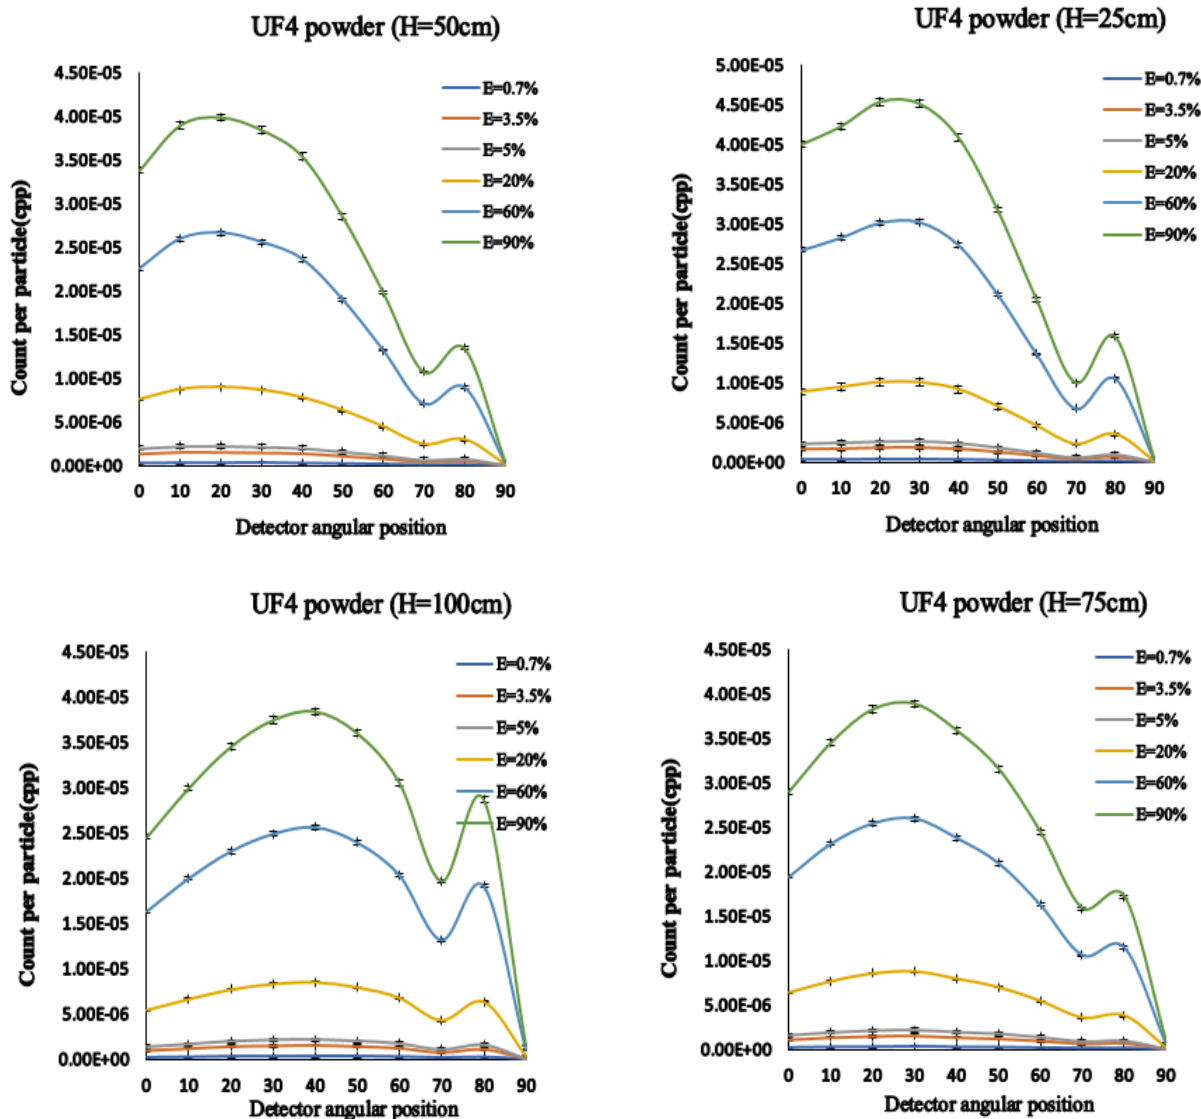 UF4 powder (H=50cm)
4.50E-05
4.00E-05
3.50E-05
3.00E-05
2.50E-05
2.00E-05
1.50E-05
1.00E-05
5.00E-06
0.00E+00
Count per particle(cpp)
E=0.7%
E=3.5%
E=5%
E=20%
E=60%
E=90%
0 10 20 30 40 50 60 70 80 90
Detector angular position
UF4 powder (H=25cm)
5.00E-05
4.50E-05
4.00E-05
3.50E-05
3.00E-05
2.50E-05
2.00E-05
1.50E-05
1.00E-05
5.00E-06
0.00E+00
Count per particle(cpp)
E=0.7%
E=3.5%
E=5%
E=20%
E=60%
E=90%
0 10 20 30 40 50 60 70 80 90
Detector angular position
UF4 powder (H=100cm)
4.50E-05
4.00E-05
3.50E-05
3.00E-05
2.50E-05
2.00E-05
1.50E-05
1.00E-05
5.00E-06
0.00E+00
Count per particle(cpp)
E=0.7%
E=3.5%
E=5%
E=20%
E=60%
E=90%
0 10 20 30 40 50 60 70 80 90
Detector angular position
UF4 powder (H=75cm)
4.50E-05
4.00E-05
3.50E-05
3.00E-05
2.50E-05
2.00E-05
1.50E-05
1.00E-05
5.00E-06
0.00E+00
Count per particle(cpp)
E=0.7%
E=3.5%
E=5%
E=20%
E=60%
E=90%
0 10 20 30 40 50 60 70 80 90
Detector angular position